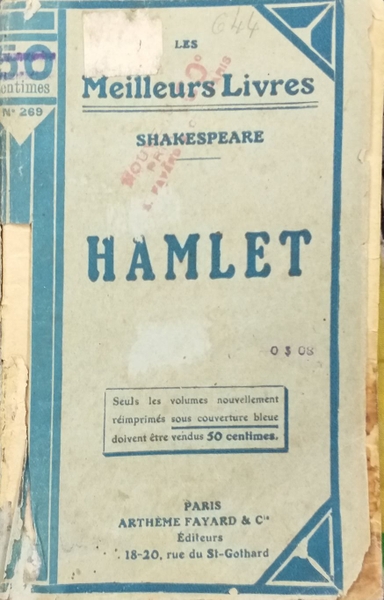 644
50
centimes
N° 269
LES
Meilleurs Livres
SHAKESPEARE
HAMLET
0 $ 08
Seuls les volumes nouvellement
réimprimés sous couverture bleue
doivent être vendus 50 centimes.
PARIS
ARTHÈME FAYARD & Cie
Éditeurs
18-20, rue du St-Gothard